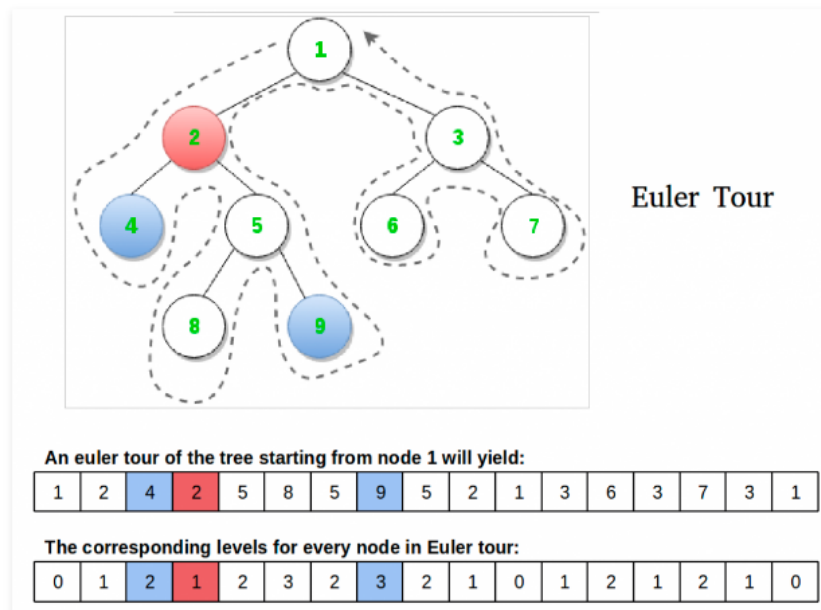 1
2
3
Euler Tour
4
5
6
7
8
9
An euler tour of the tree starting from node 1 will yield:
1 2 4 2 5 8 5 9 5 2 1 3 6 3 7 3 1
The corresponding levels for every node in Euler tour:
0 1 2 1 2 3 2 3 2 1 0 1 2 1 2 1 0